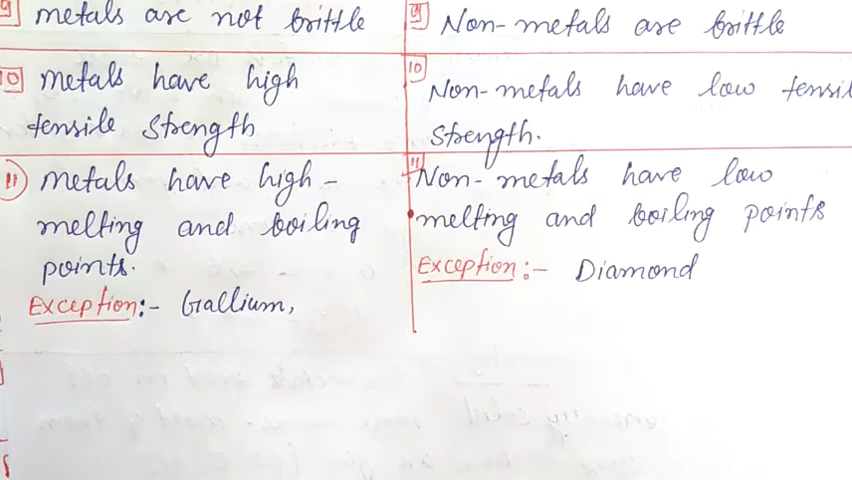 9 metals are not brittle
10 metals have high
tensile strength
11 metals have high -
melting and boiling
points.
Exception:- Gallium,
9 Non-metals are brittle
10
Non-metals have low tensil
strength.
11 Non-metals have low
melting and boiling points
Exception:- Diamond